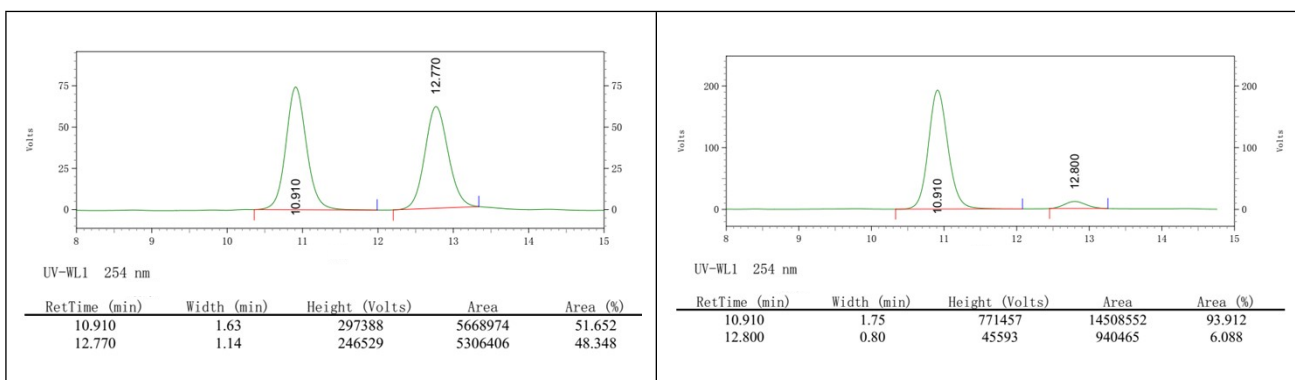 75
50
25
0
Volts
10.910
12.770
75
50
25
0
8 9 10 11 12 13 14 15
UV-WL1 254 nm
RetTime (min) Width (min) Height (Volts) Area Area (%)
10.910 1.63 297388 5668974 51.652
12.770 1.14 246529 5306406 48.348
200
100
0
Volts
10.910
12.800
200
100
0
Volts
8 9 10 11 12 13 14 15
UV-WL1 254 nm
RetTime (min) Width (min) Height (Volts) Area Area (%)
10.910 1.75 771457 14508552 93.912
12.800 0.80 45593 940465 6.088